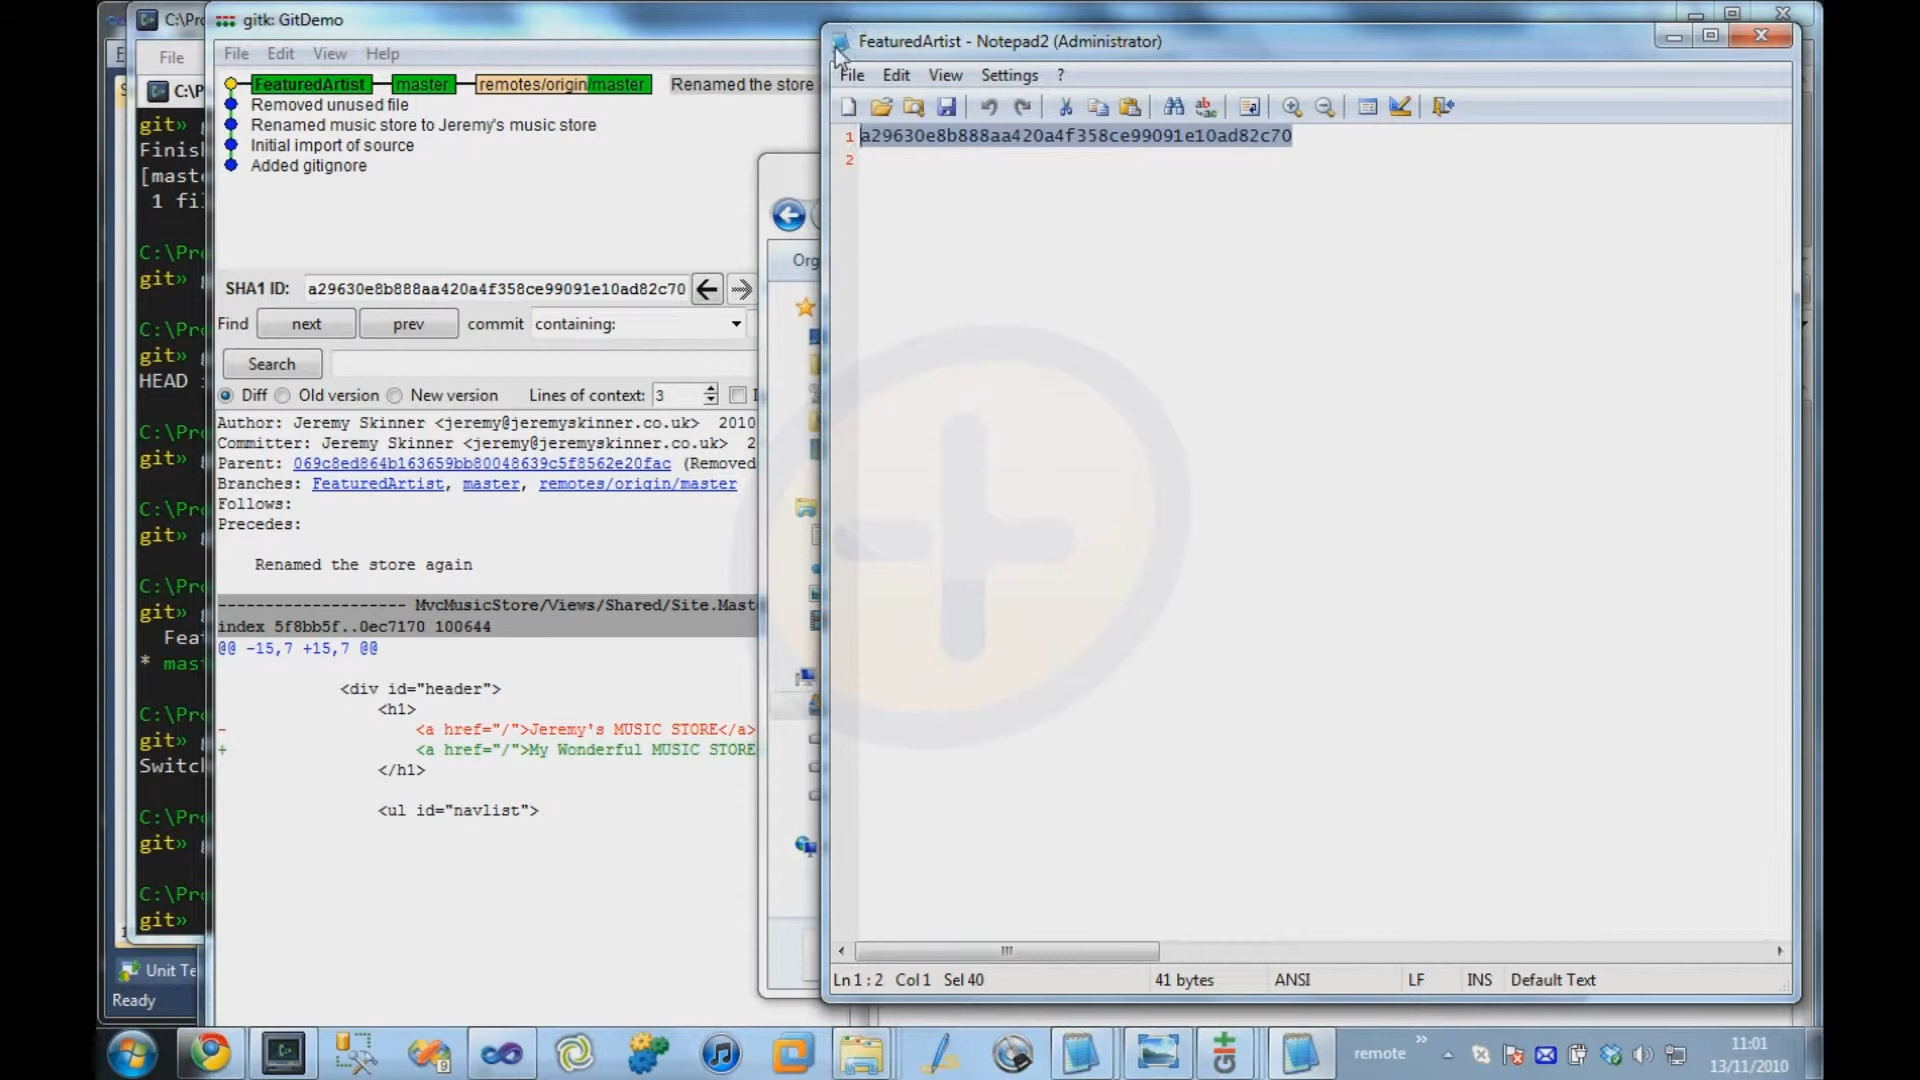 C:\Pr
gitk: GitDemo
File
File Edit View Help
C:\P
FeaturedArtist master remotes/origin/master Renamed the store
Removed unused file
Renamed music store to Jeremy's music store
Initial import of source
Added gitignore
git»
Finis
[mast
1 fi
C:\Pr
git»
C:\Pr
git»
HEAD
C:\Pr
git»
C:\Pr
git»
C:\Pr
git»
Fea
* mas
C:\Pr
git»
Switc
C:\Pr
git»
C:\Pr
git»
SHA1 ID: a29630e8b888aa420a4f358ce99091e10ad82c70
Find next prev commit containing:
Search
Diff Old version New version Lines of context: 3
Author: Jeremy Skinner <jeremy@jeremyskinner.co.uk> 2010
Committer: Jeremy Skinner <jeremy@jeremyskinner.co.uk> 2
Parent: 069c8ed864b163659bb80048639c5f8562e20fac (Removed
Branches: FeaturedArtist, master, remotes/origin/master
Follows:
Precedes:
Renamed the store again
-------------------- MvcMusicStore/Views/Shared/Site.Mast
index 5f8bb5f..0ec7170 100644
@@ -15,7 +15,7 @@
<div id="header">
<h1>
- <a href="/">Jeremy's MUSIC STORE</a>
+ <a href="/">My Wonderful MUSIC STORE
</h1>
<ul id="navlist">
Org
FeaturedArtist - Notepad2 (Administrator)
File Edit View Settings ?
1 a29630e8b888aa420a4f358ce99091e10ad82c70
2
Ln 1 : 2 Col 1 Sel 40 41 bytes ANSI LF INS Default Text
Unit Te
Ready
remote
11:01
13/11/2010